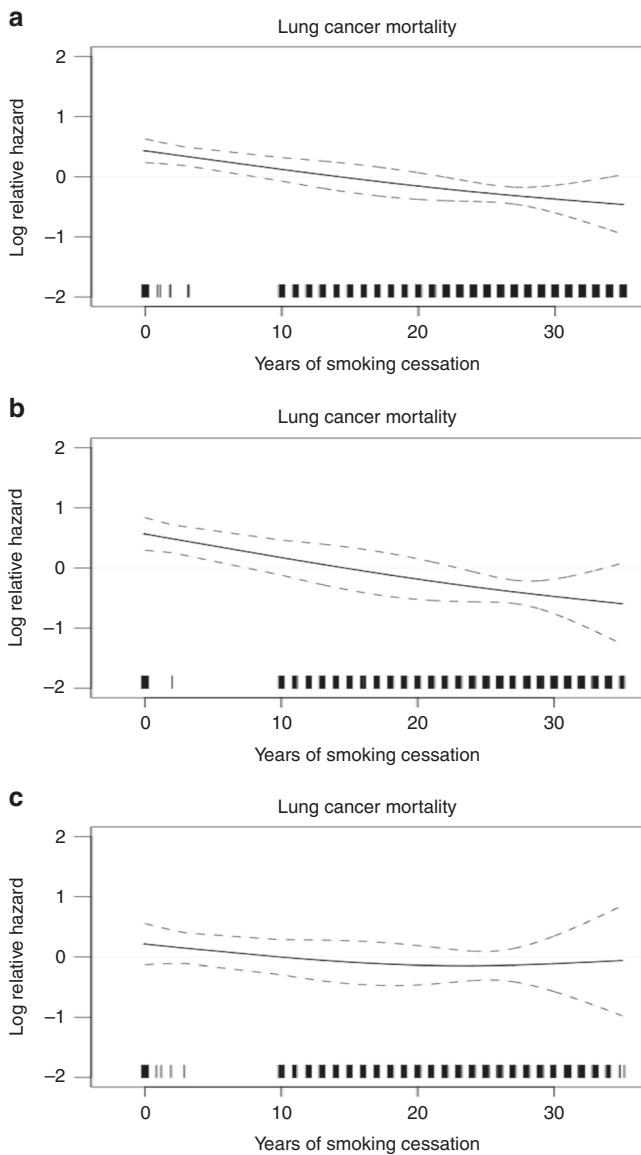 a
Lung cancer mortality
2
1
0
−1
−2
Log relative hazard
0 10 20 30
Years of smoking cessation
b
Lung cancer mortality
2
1
0
−1
−2
Log relative hazard
0 10 20 30
Years of smoking cessation
c
Lung cancer mortality
2
1
0
−1
−2
Log relative hazard
0 10 20 30
Years of smoking cessation